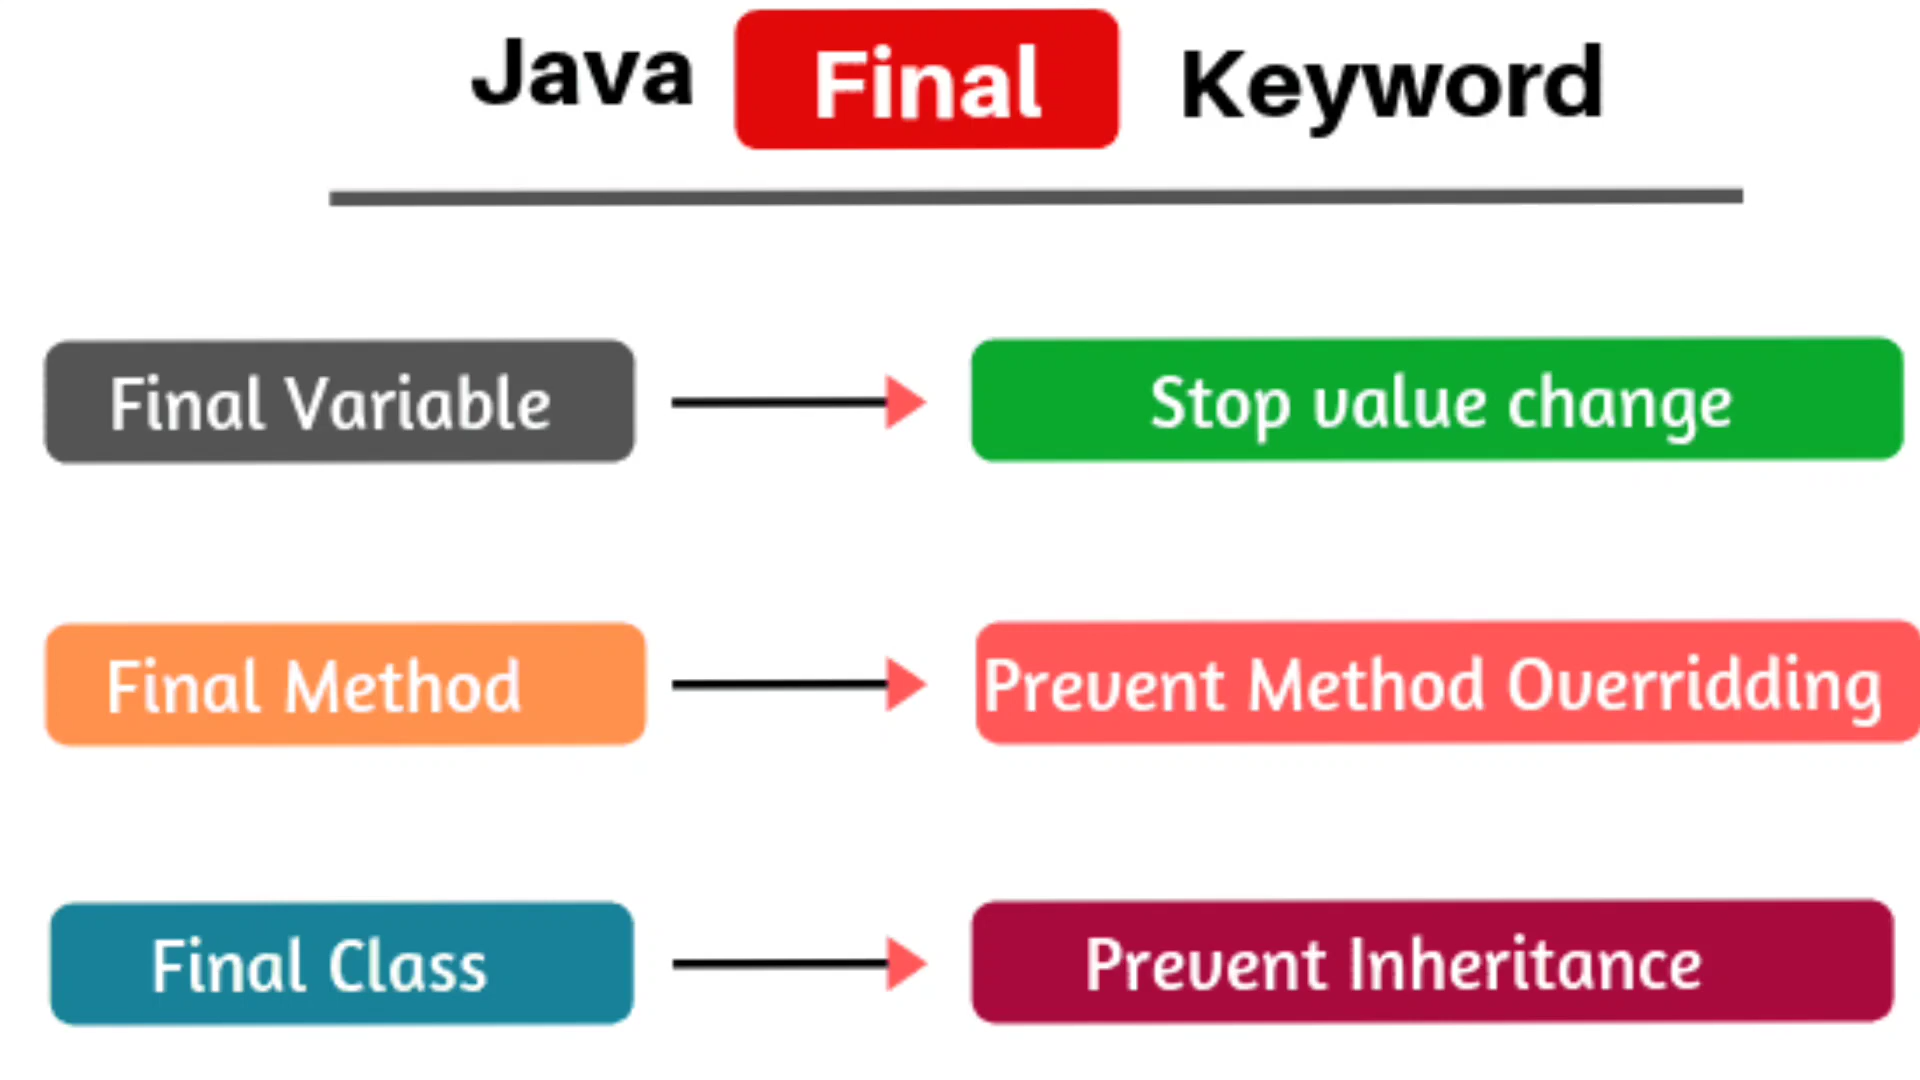 Java Final Keyword
Final Variable Stop value change
Final Method Prevent Method Overridding
Final Class Prevent Inheritance